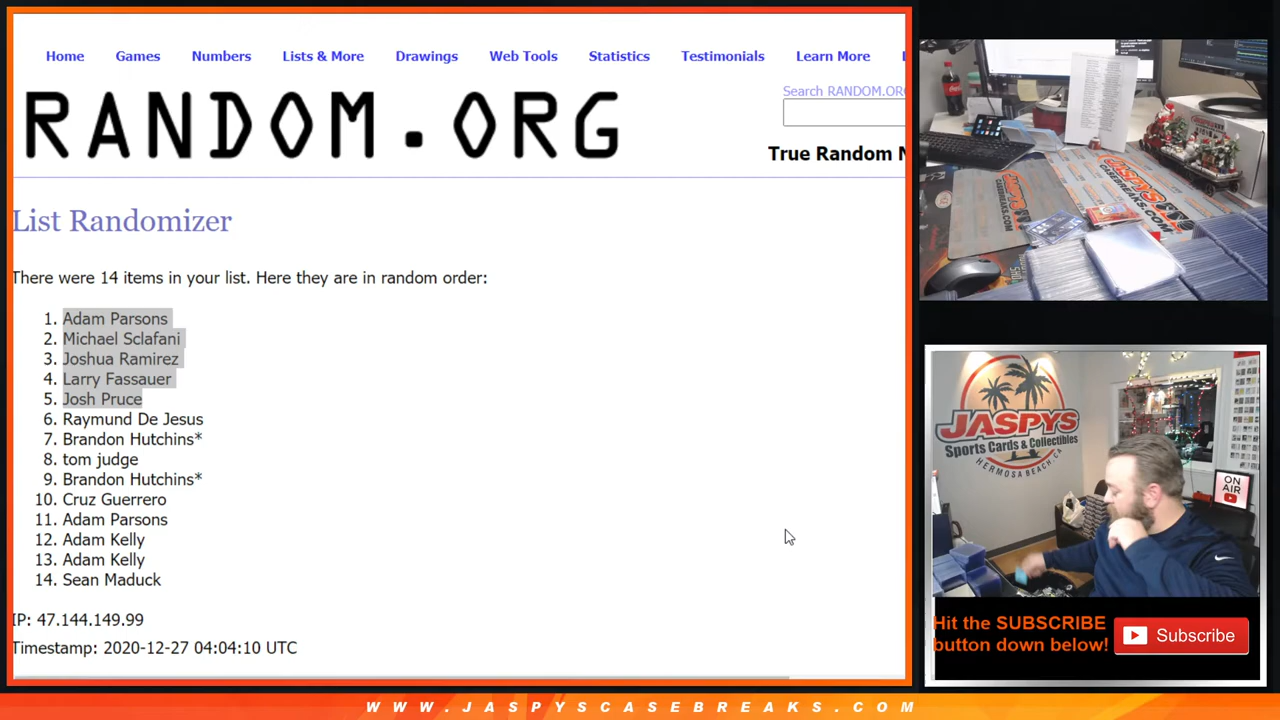 Home Games Numbers Lists & More Drawings Web Tools Statistics Testimonials Learn More
Search RANDOM.OR
RANDOM.ORG
True Random
List Randomizer
There were 14 items in your list. Here they are in random order:
1. Adam Parsons
2. Michael Sclafani
3. Joshua Ramirez
4. Larry Fassauer
5. Josh Pruce
6. Raymund De Jesus
7. Brandon Hutchins*
8. tom judge
9. Brandon Hutchins*
10. Cruz Guerrero
11. Adam Parsons
12. Adam Kelly
13. Adam Kelly
14. Sean Maduck
IP: 47.144.149.99
Timestamp: 2020-12-27 04:04:10 UTC
JASPYS
Sports Cards & Collectibles
HERMOSA BEACH, CA
ON
AIR
Hit the SUBSCRIBE
button down below!
Subscribe
WWW.JASPYSCASEBREAKS.COM